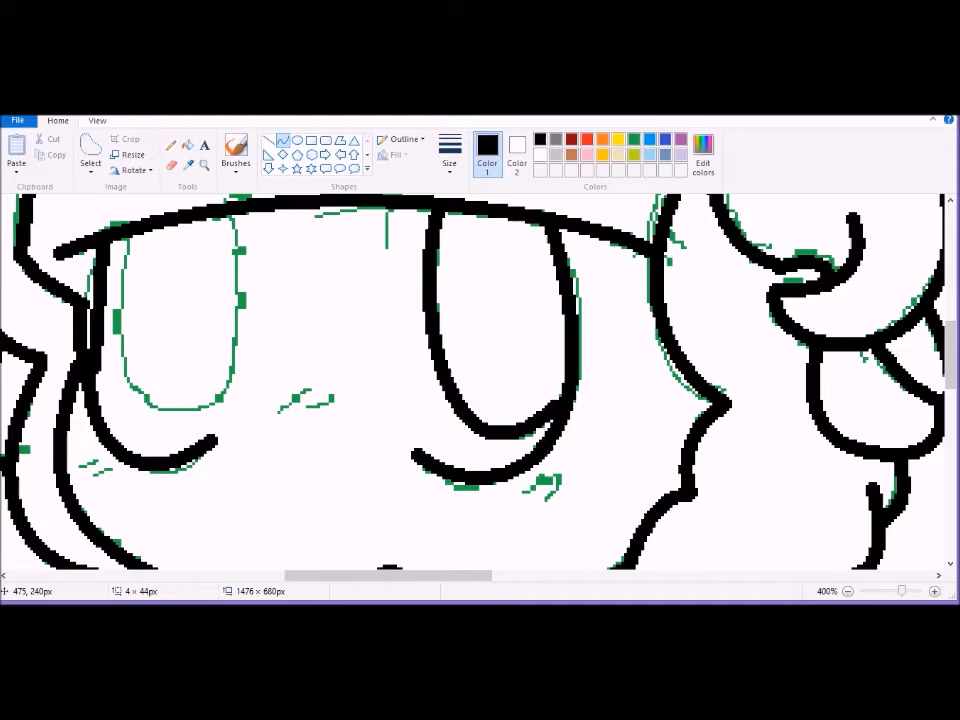 File Home View
Paste
Cut
Copy
Clipboard
Select
Crop
Resize
Rotate
Image
A
Tools
Brushes
Outline
Fill
Shapes
Size
Color 1
Color 2
Edit colors
Colors
475, 240px 4 × 44px 1476 × 680px 400%